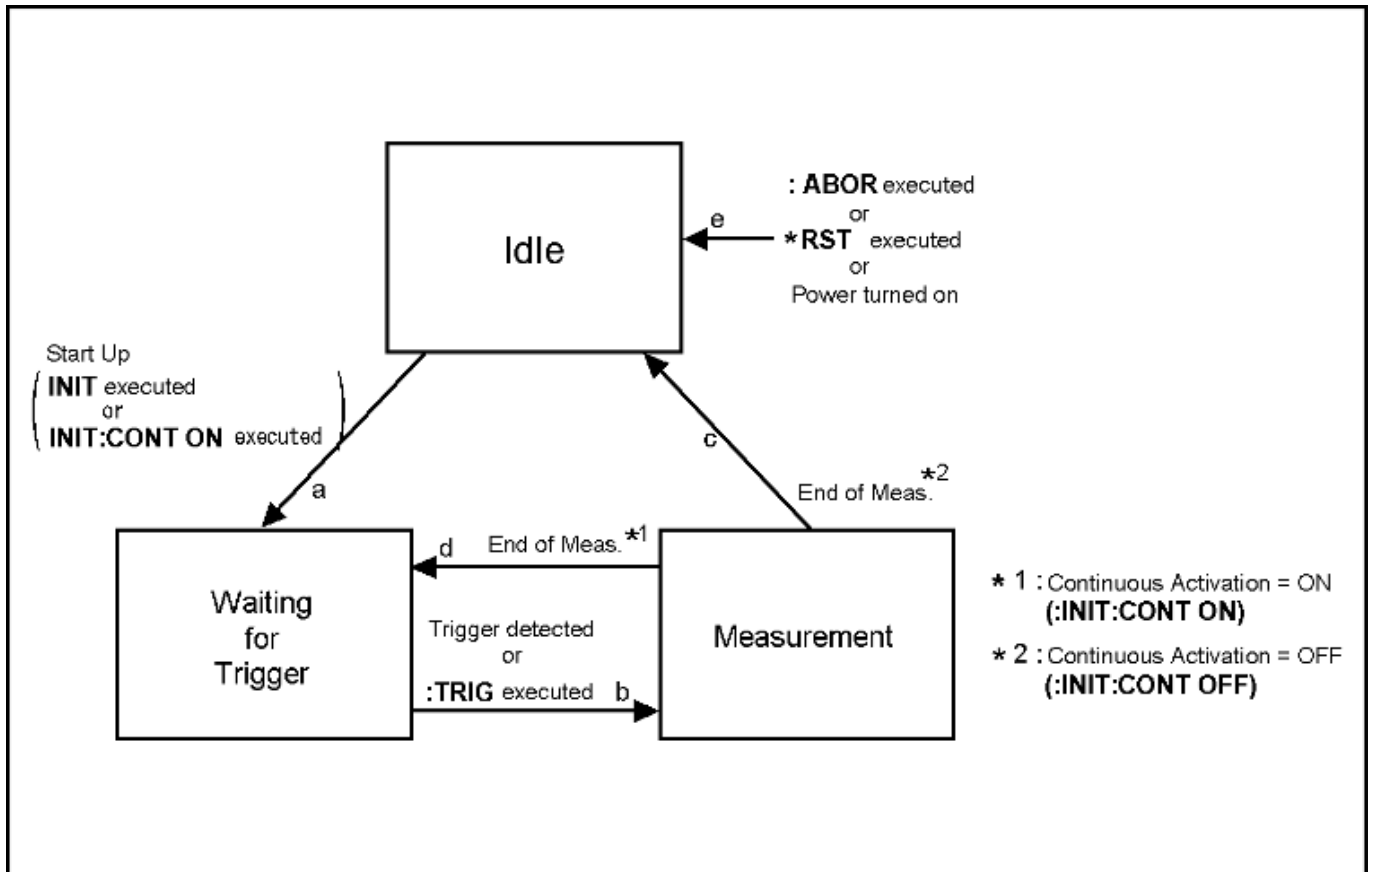 Idle
: ABOR executed
or
*RST executed
or
Power turned on
e
Start Up
( INIT executed
or
INIT:CONT ON executed )
a
c
End of Meas.*2
d
End of Meas.*1
Waiting
for
Trigger
Trigger detected
or
:TRIG executed
b
Measurement
* 1 : Continuous Activation = ON
(:INIT:CONT ON)
* 2 : Continuous Activation = OFF
(:INIT:CONT OFF)